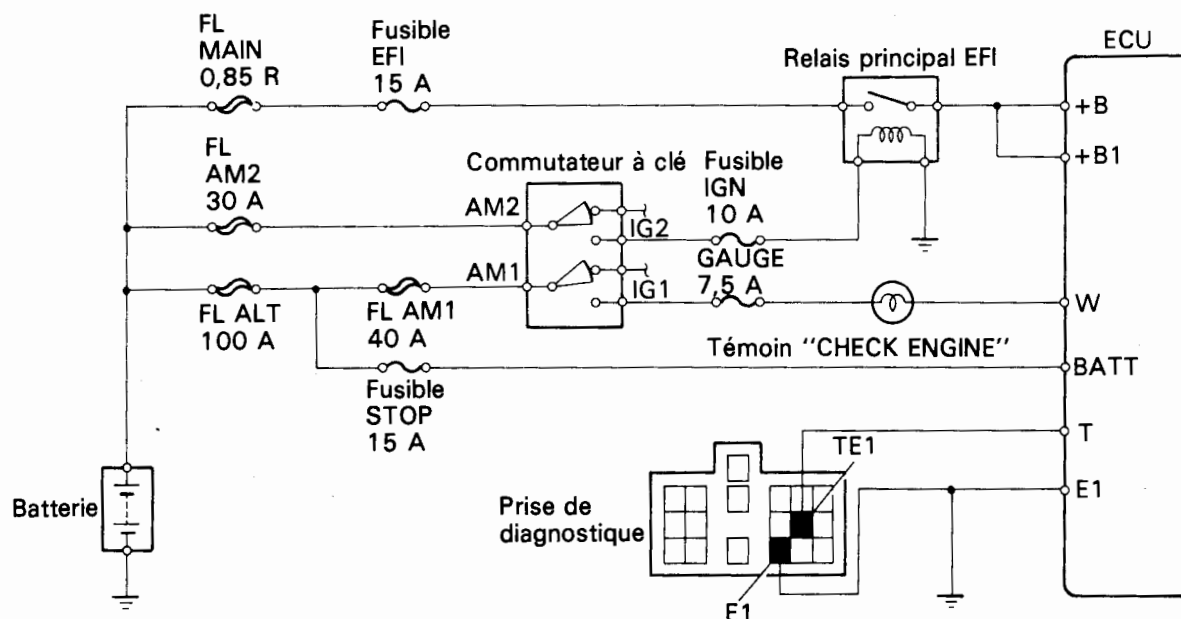 FL
MAIN
0,85 R
Fusible
EFI
15 A
Relais principal EFI
ECU
+B
+B1
FL
AM2
30 A
Commutateur à clé
Fusible
IGN
10 A
AM2
IG2
GAUGE
7,5 A
AM1
IG1
FL ALT
100 A
FL AM1
40 A
W
Témoin "CHECK ENGINE"
BATT
Fusible
STOP
15 A
T
TE1
E1
Batterie
Prise de
diagnostique
E1